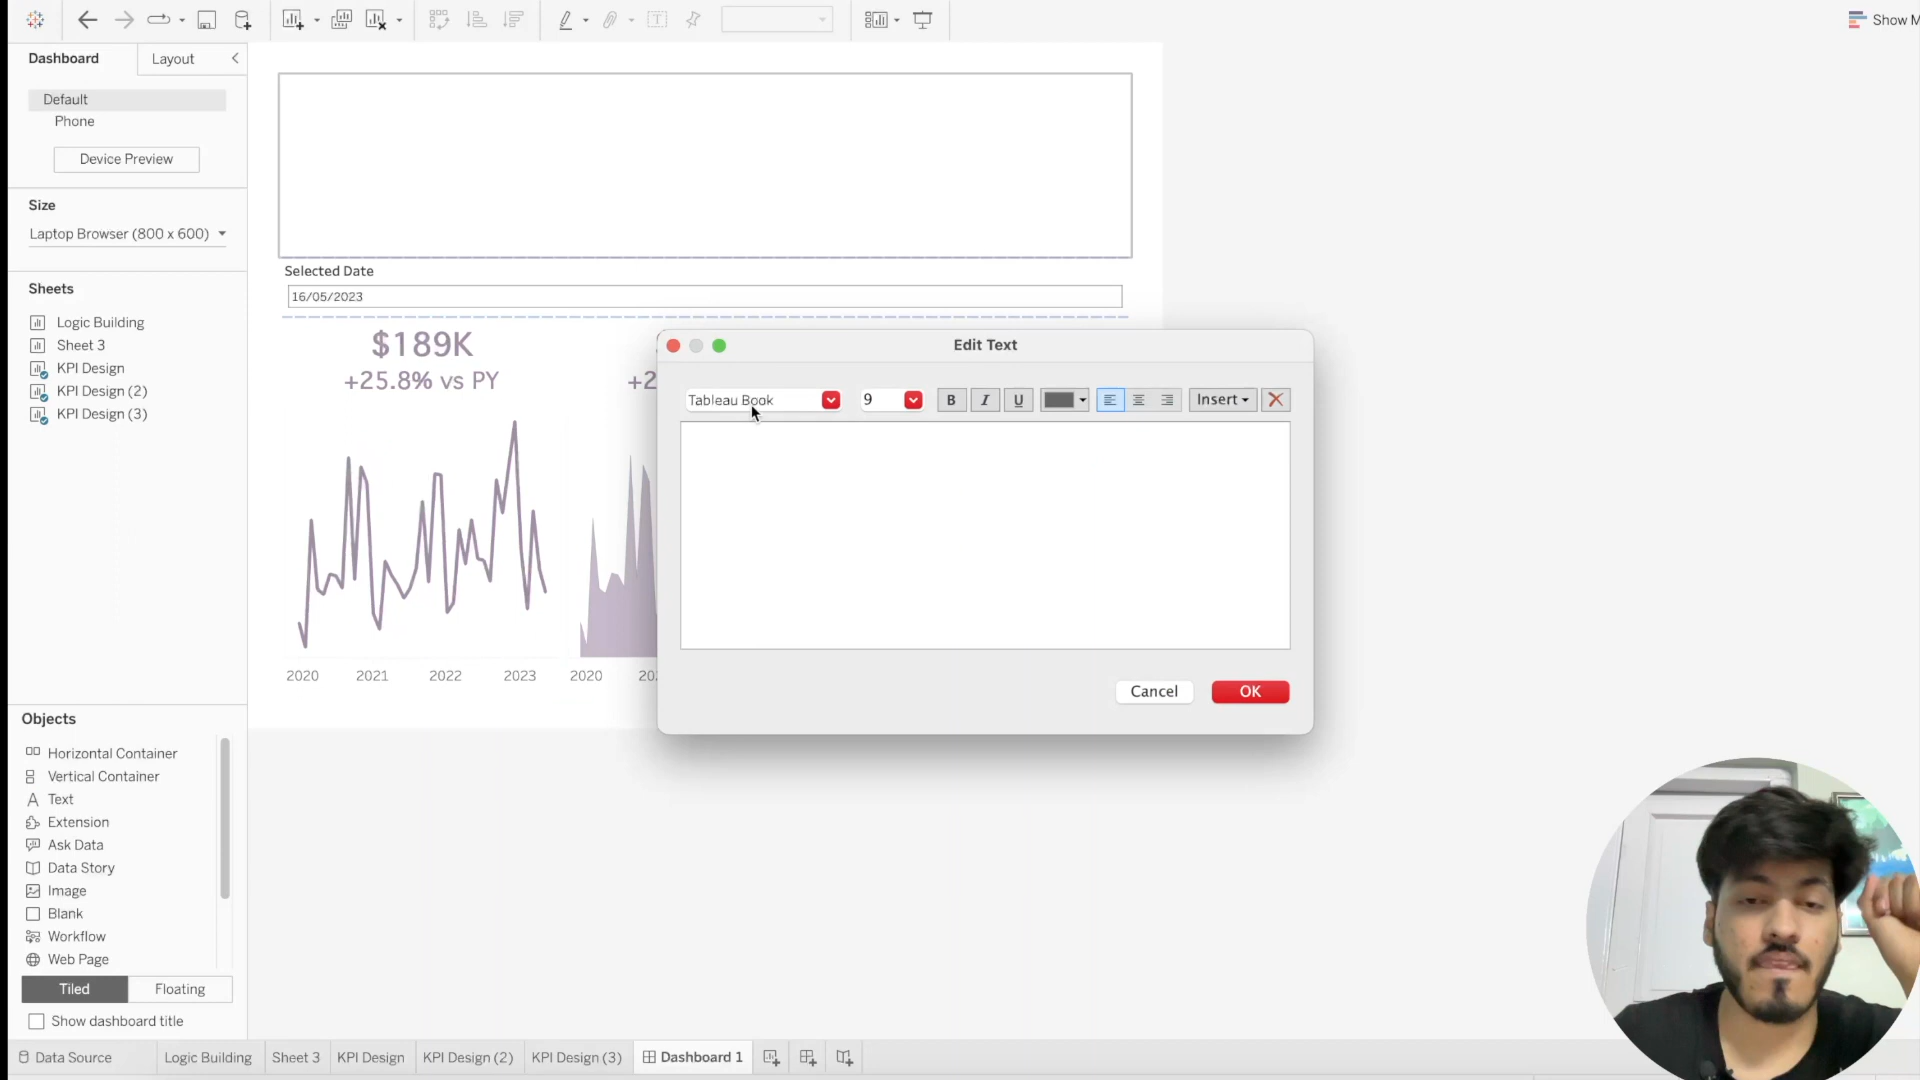 Show M
Dashboard
Layout
Default
Phone
Device Preview
Size
Laptop Browser (800 x 600)
Sheets
Logic Building
Sheet 3
KPI Design
KPI Design (2)
KPI Design (3)
Selected Date
16/05/2023
$189K
+25.8% vs PY
+2
2020 2021 2022 2023 2020 20
Edit Text
Tableau Book 9 B I U Insert
Cancel OK
Objects
Horizontal Container
Vertical Container
A Text
Extension
Ask Data
Data Story
Image
Blank
Workflow
Web Page
Tiled Floating
Show dashboard title
Data Source Logic Building Sheet 3 KPI Design KPI Design (2) KPI Design (3) Dashboard 1